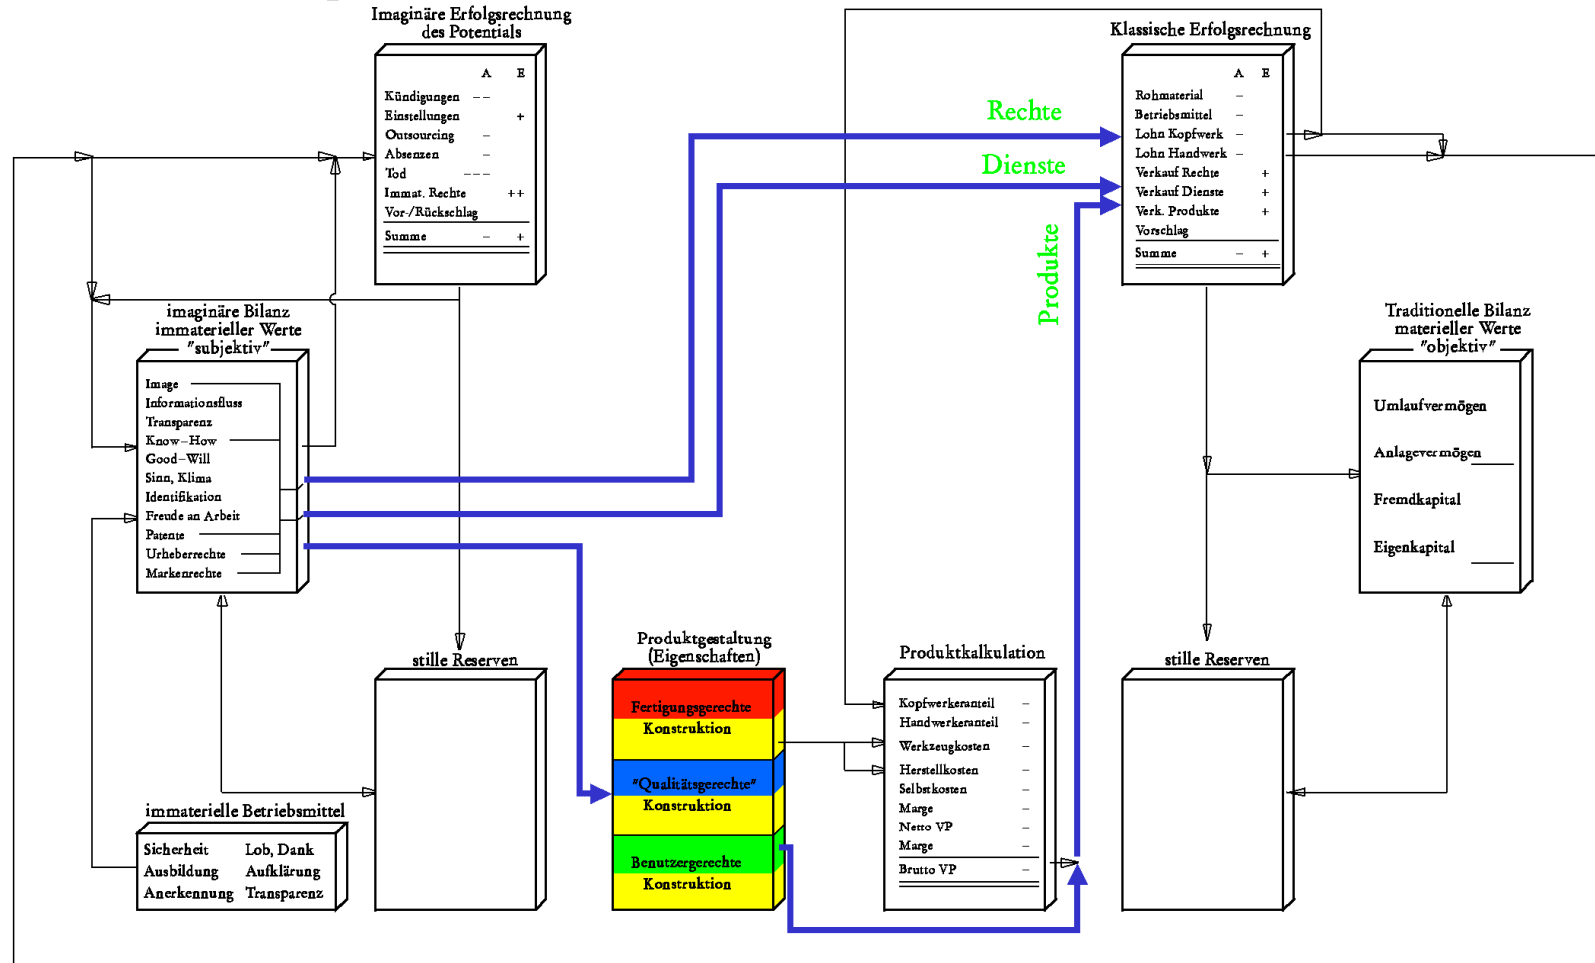 Imaginäre Erfolgsrechnung
des Potentials
A E
Kündigungen – –
Einstellungen +
Outsourcing –
Absenzen –
Tod – – –
Immat. Rechte ++
Vor-/Rückschlag
Summe – +
Klassische Erfolgsrechnung
A E
Rohmaterial –
Betriebsmittel –
Lohn Kopfwerk –
Lohn Handwerk –
Verkauf Rechte +
Verkauf Dienste +
Verk. Produkte +
Vorschlag
Summe – +
Rechte
Dienste
Produkte
imaginäre Bilanz
immaterieller Werte
"subjektiv"
Image
Informationsfluss
Transparenz
Know–How
Good–Will
Sinn, Klima
Identifikation
Freude an Arbeit
Patente
Urheberrechte
Markenrechte
Traditionelle Bilanz
materieller Werte
"objektiv"
Umlaufvermögen
Anlagevermögen
Fremdkapital
Eigenkapital
immaterielle Betriebsmittel
Sicherheit Lob, Dank
Ausbildung Aufklärung
Anerkennung Transparenz
stille Reserven
Produktgestaltung
(Eigenschaften)
Fertigungsgerechte
Konstruktion
"Qualitätsgerechte"
Konstruktion
Benutzergerechte
Konstruktion
Produktkalkulation
Kopfwerkeranteil –
Handwerkeranteil –
Werkzeugkosten –
Herstellkosten –
Selbstkosten –
Marge –
Netto VP –
Marge –
Brutto VP –
stille Reserven